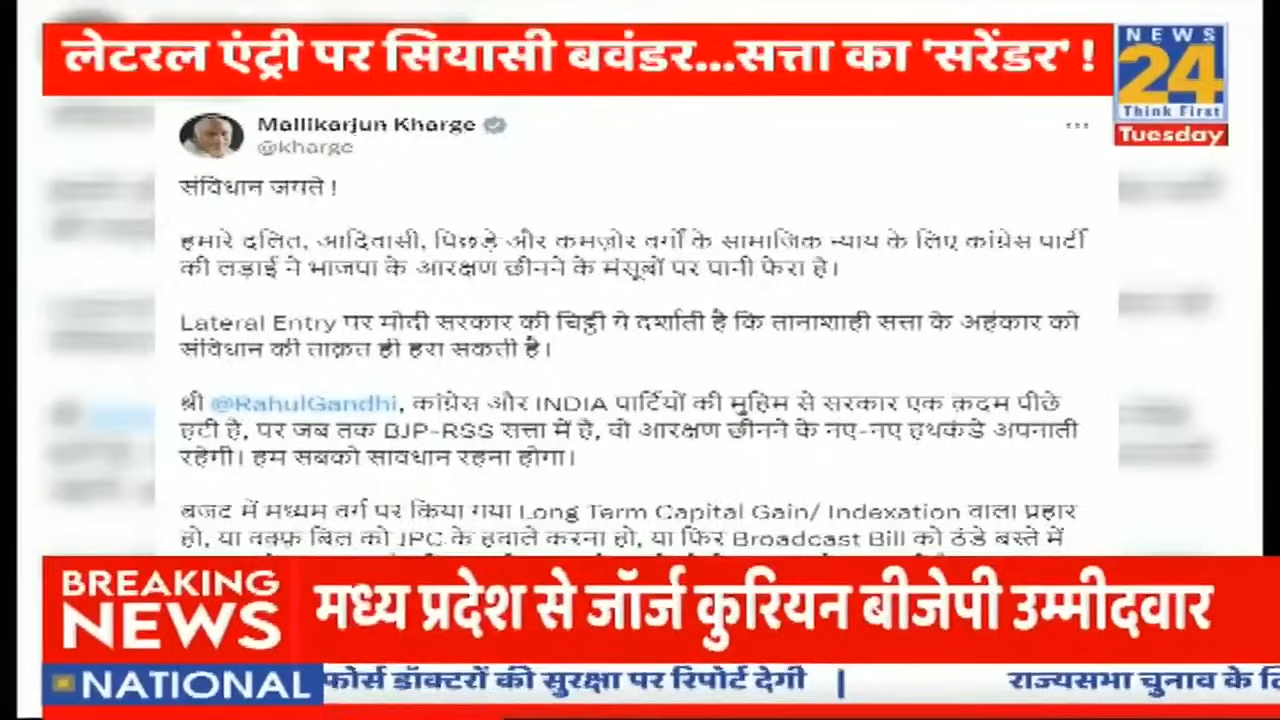 लेटरल एंट्री पर सियासी बवंडर...सत्ता का 'सरेंडर' !
NEWS
24
Think First
Tuesday
Mallikarjun Kharge
@kharge
संविधान जयते !
हमारे दलित, आदिवासी, पिछड़े और कमज़ोर वर्गों के सामाजिक न्याय के लिए कांग्रेस पार्टी
की लड़ाई ने भाजपा के आरक्षण छीनने के मंसूबों पर पानी फेरा है।
Lateral Entry पर मोदी सरकार की चिट्ठी ये दर्शाती है कि तानाशाही सत्ता के अहंकार को
संविधान की ताक़त ही हरा सकती है।
श्री @RahulGandhi, कांग्रेस और INDIA पार्टियों की मुहिम से सरकार एक क़दम पीछे
हटी है, पर जब तक BJP-RSS सत्ता में है, वो आरक्षण छीनने के नए-नए हथकंडे अपनाती
रहेगी। हम सबको सावधान रहना होगा।
बजट में मध्यम वर्ग पर किया गया Long Term Capital Gain/ Indexation वाला प्रहार
हो, या वक्फ़ बिल को JPC के हवाले करना हो, या फिर Broadcast Bill को ठंडे बस्ते में
BREAKING
NEWS
मध्य प्रदेश से जॉर्ज कुरियन बीजेपी उम्मीदवार
NATIONAL
फोर्स डॉक्टरों की सुरक्षा पर रिपोर्ट देगी | राज्यसभा चुनाव के